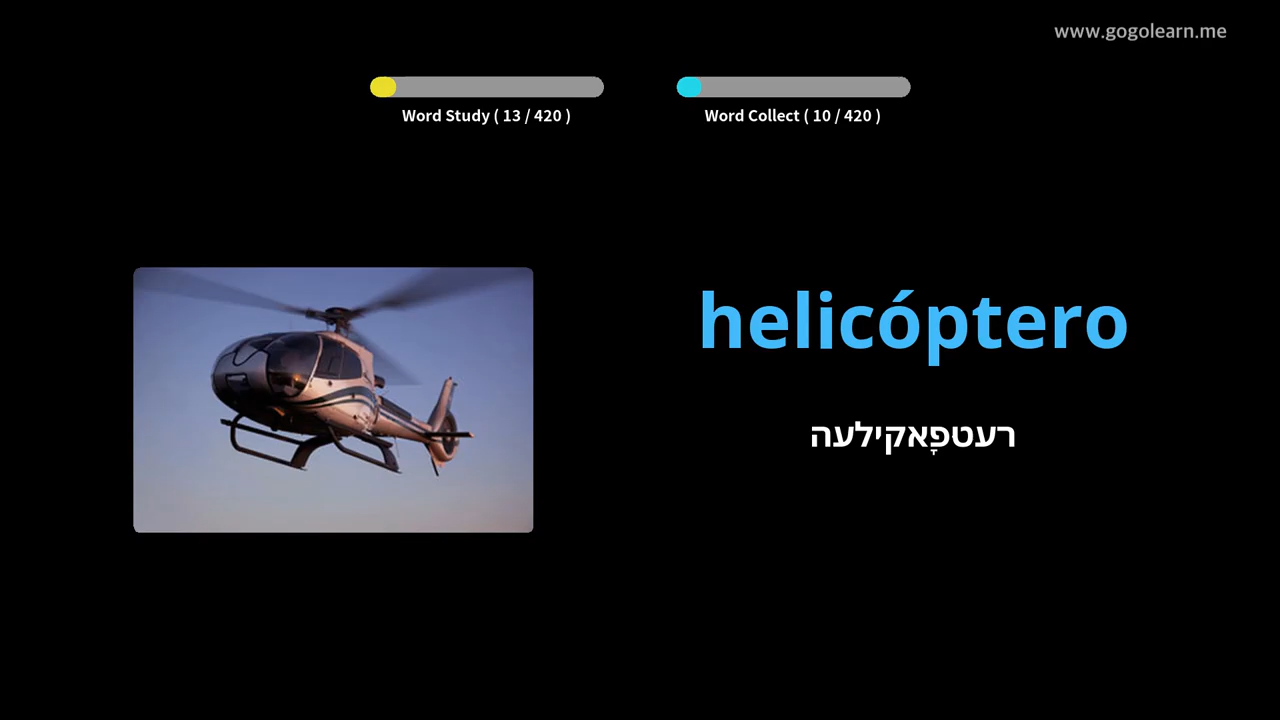 www.gogolearn.me
Word Study ( 13 / 420 )
Word Collect ( 10 / 420 )
helicóptero
רעטפָאקילעה